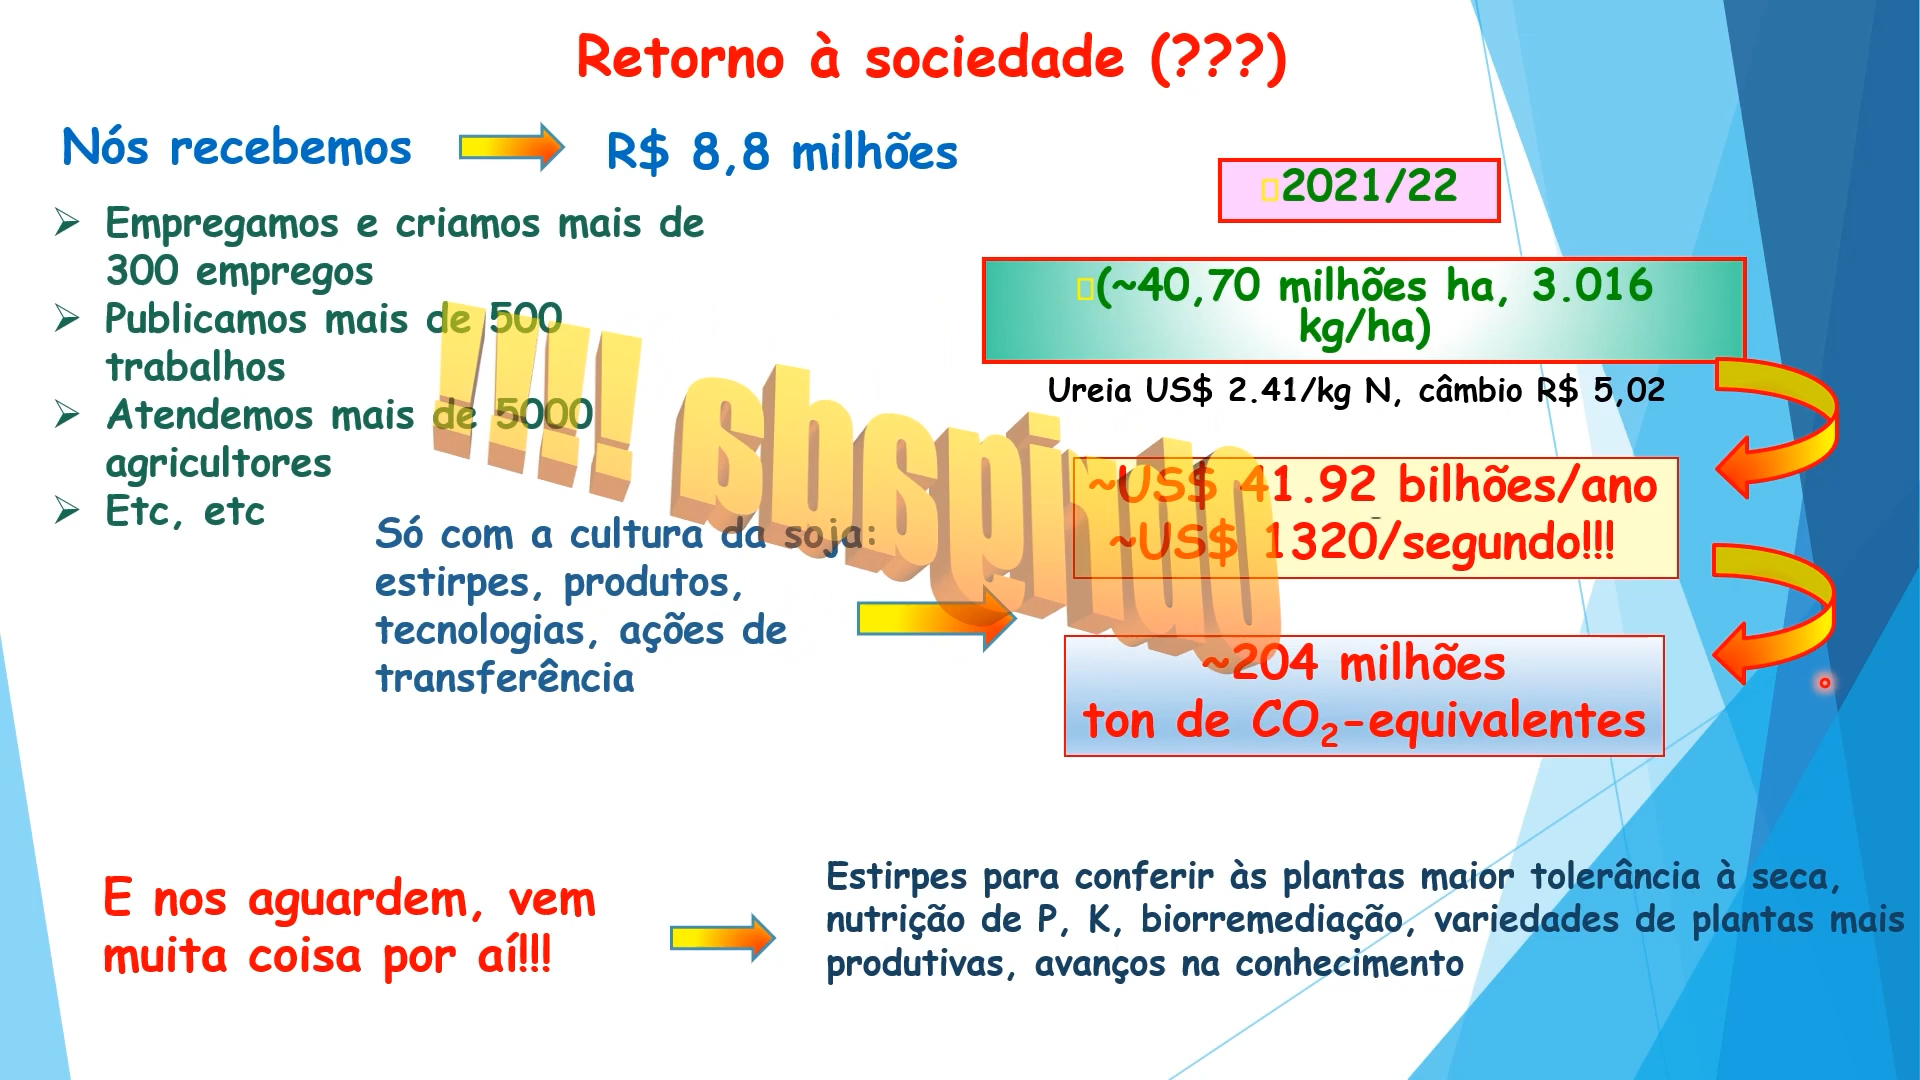 Retorno à sociedade (???)
Nós recebemos
R$ 8,8 milhões
Empregamos e criamos mais de
300 empregos
Publicamos mais de 500
trabalhos
Atendemos mais de 5000
agricultores
Etc, etc
Só com a cultura da soja:
estirpes, produtos,
tecnologias, ações de
transferência
2021/22
(~40,70 milhões ha, 3.016
kg/ha)
Ureia US$ 2.41/kg N, câmbio R$ 5,02
~US$ 41.92 bilhões/ano
~US$ 1320/segundo!!!
~204 milhões
ton de CO₂-equivalentes
Obrigada !!!!
E nos aguardem, vem
muita coisa por aí!!!
Estirpes para conferir às plantas maior tolerância à seca,
nutrição de P, K, biorremediação, variedades de plantas mais
produtivas, avanços na conhecimento